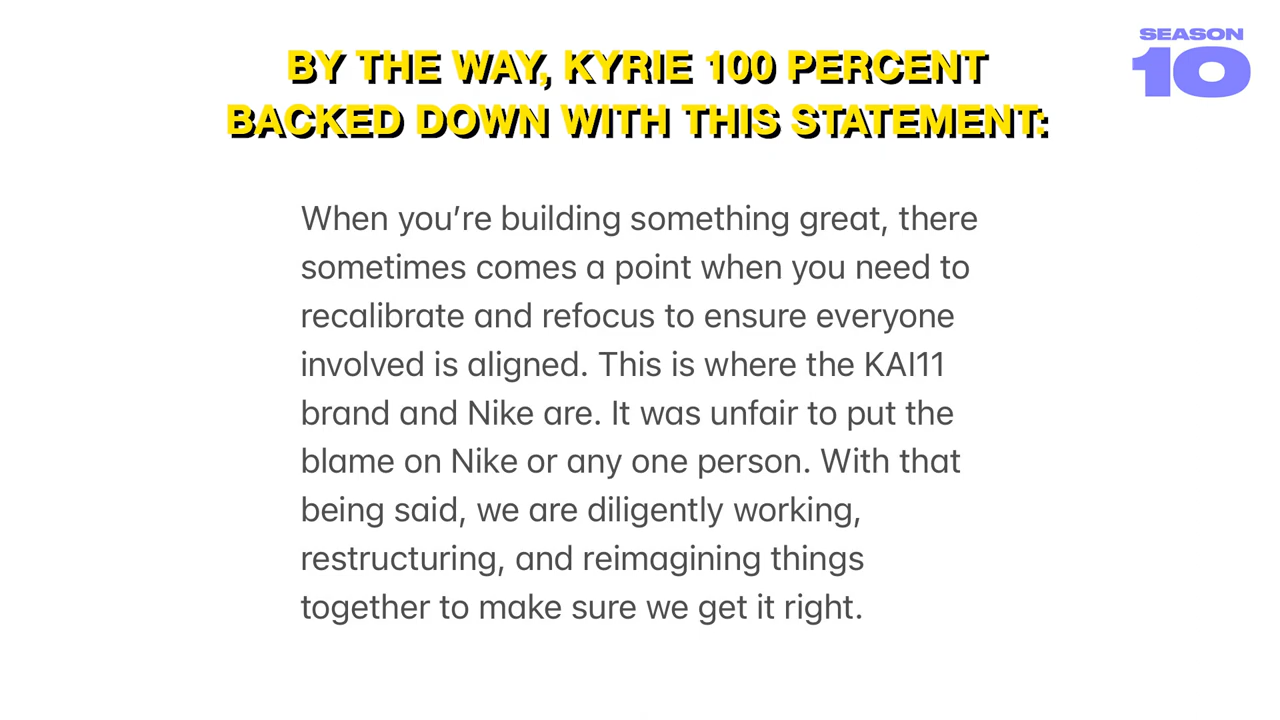 SEASON
10
BY THE WAY, KYRIE 100 PERCENT
BACKED DOWN WITH THIS STATEMENT:
When you’re building something great, there
sometimes comes a point when you need to
recalibrate and refocus to ensure everyone
involved is aligned. This is where the KAI11
brand and Nike are. It was unfair to put the
blame on Nike or any one person. With that
being said, we are diligently working,
restructuring, and reimagining things
together to make sure we get it right.